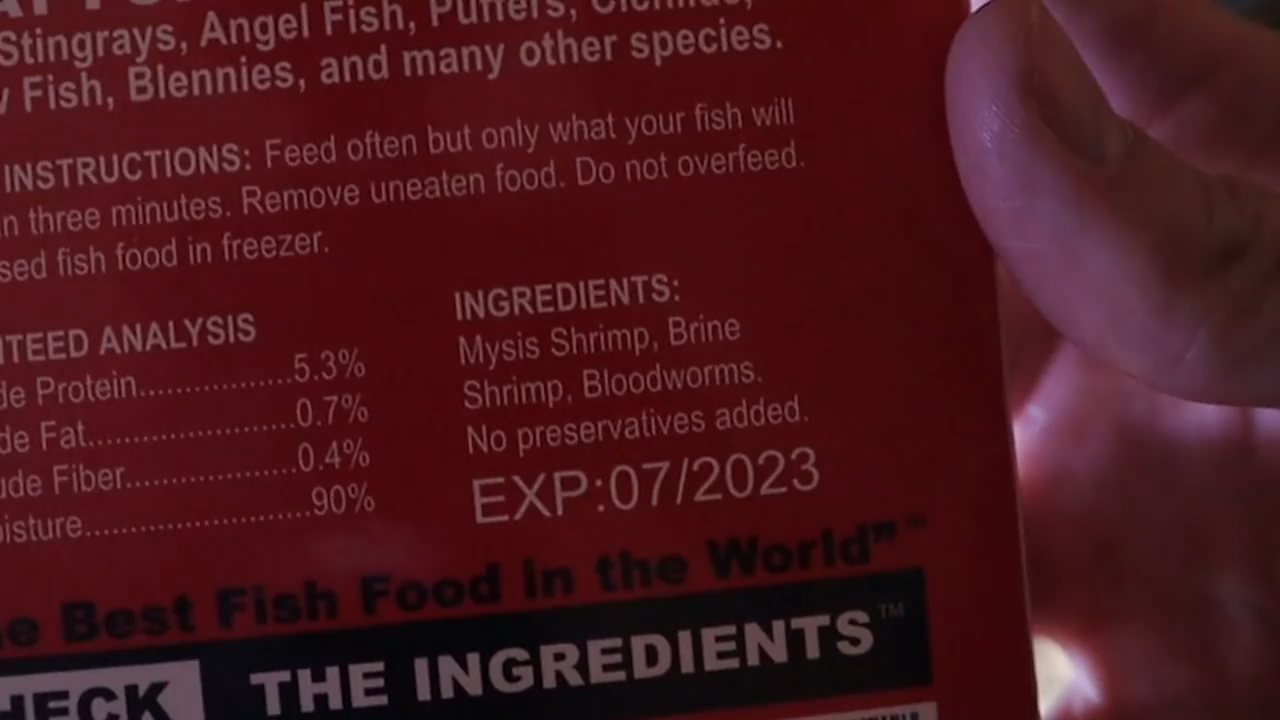 Stingrays, Angel Fish, Puffers, Cichlids,
Fish, Blennies, and many other species.
INSTRUCTIONS: Feed often but only what your fish will
three minutes. Remove uneaten food. Do not overfeed.
fish food in freezer.
ANALYSIS
Protein.................5.3%
Fat.......................0.7%
Fiber...................0.4%
.........................90%
INGREDIENTS:
Mysis Shrimp, Brine
Shrimp, Bloodworms.
No preservatives added.
EXP:07/2023
Best Fish Food in the World”™
THE INGREDIENTS™